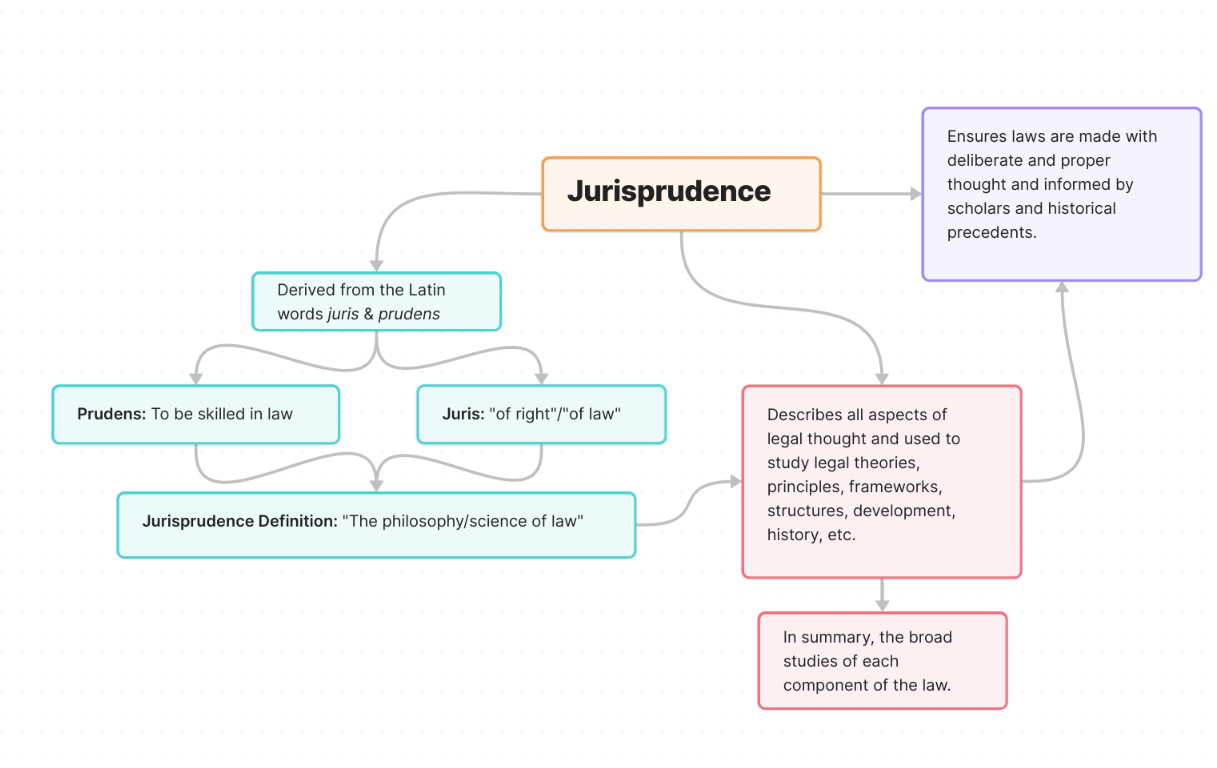 Jurisprudence
Ensures laws are made with
deliberate and proper
thought and informed by
scholars and historical
precedents.
Derived from the Latin
words juris & prudens
Prudens: To be skilled in law
Juris: "of right"/"of law"
Jurisprudence Definition: "The philosophy/science of law"
Describes all aspects of
legal thought and used to
study legal theories,
principles, frameworks,
structures, development,
history, etc.
In summary, the broad
studies of each
component of the law.